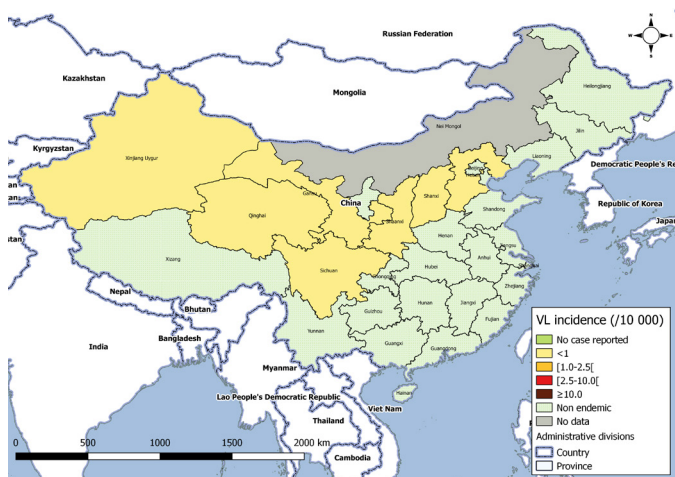 Russian Federation
N
W
E
S
Kazakhstan
Mongolia
Heilongjiang
Jilin
Nei Mongol
Liaoning
Kyrgyzstan
Xinjiang Uygur
Democratic People's Re
Republic of Korea
Japa
China
Qinghai
Shanxi
Shandong
Henan
Xizang
Sichuan
Hubei
Anhui
Zhejiang
Nepal
Bhutan
Guizhou
Hunan
Jiangxi
Fujian
Yunnan
Guangxi
Guangdong
India
Bangladesh
Myanmar
Hainan
Lao People's Democratic Republic
Viet Nam
Thailand
Cambodia
VL incidence (/10 000)
No case reported
<1
[1.0-2.5[
[2.5-10.0[
≥10.0
Non endemic
No data
Administrative divisions
Country
Province
0 500 1000 1500 2000 km